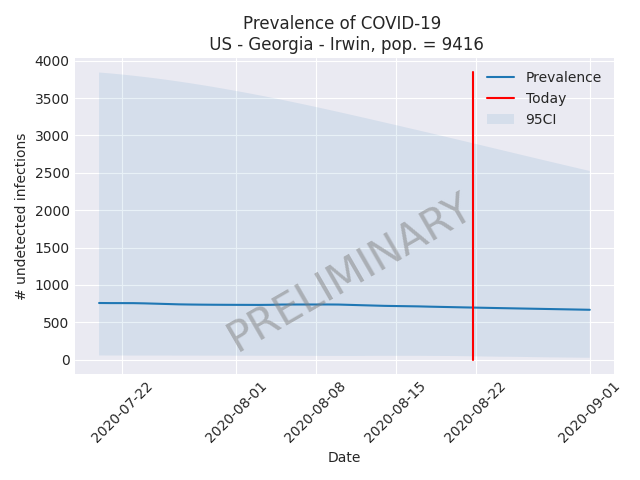 Prevalence of COVID-19
US - Georgia - Irwin, pop. = 9416
4000
3500
3000
2500
2000
1500
1000
500
0
# undetected infections
Prevalence
Today
95CI
PRELIMINARY
2020-07-22
2020-08-01
2020-08-08
2020-08-15
2020-08-22
2020-09-01
Date